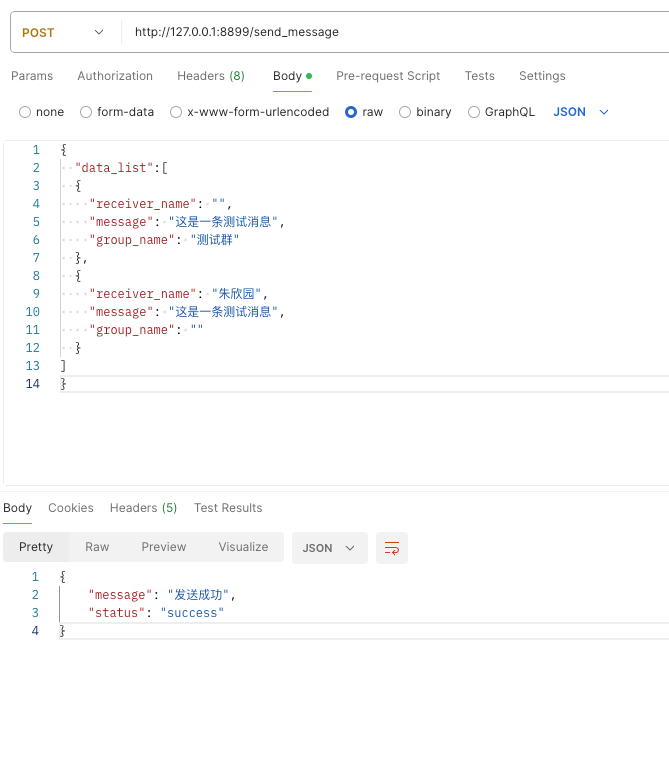 POST http://127.0.0.1:8899/send_message
Params Authorization Headers (8) Body Pre-request Script Tests Settings
none form-data x-www-form-urlencoded raw binary GraphQL JSON
1 {
2 "data_list":[
3 {
4 "receiver_name": "",
5 "message": "这是一条测试消息",
6 "group_name": "测试群"
7 },
8 {
9 "receiver_name": "朱欣园",
10 "message": "这是一条测试消息",
11 "group_name": ""
12 }
13 ]
14 }
Body Cookies Headers (5) Test Results
Pretty Raw Preview Visualize JSON
1 {
2 "message": "发送成功",
3 "status": "success"
4 }